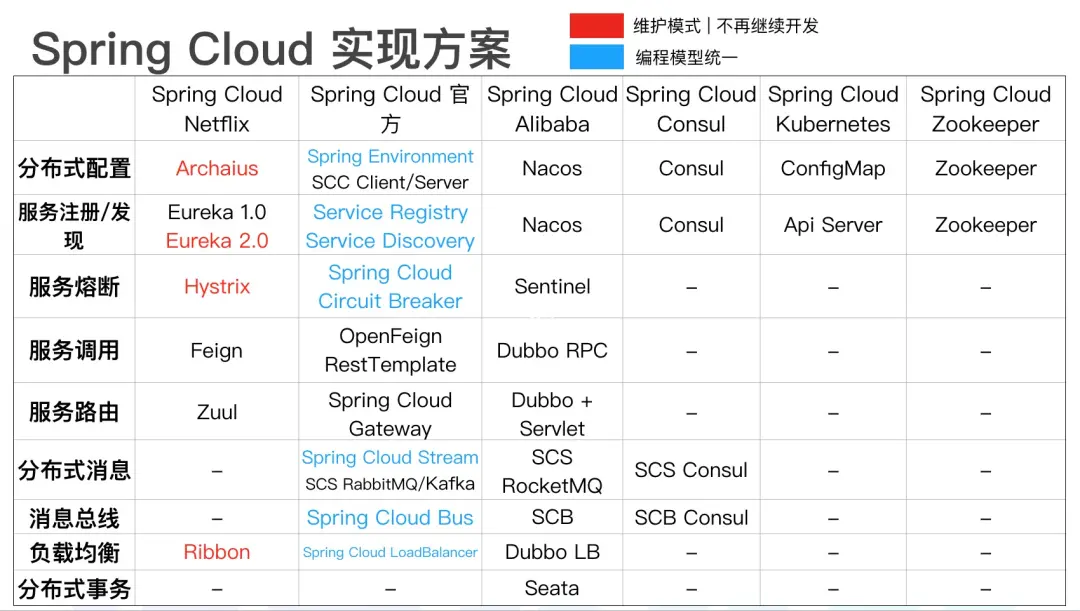 Spring Cloud 实现方案
维护模式 | 不再继续开发
编程模型统一
Spring Cloud Netflix
Spring Cloud 官方
Spring Cloud Alibaba
Spring Cloud Consul
Spring Cloud Kubernetes
Spring Cloud Zookeeper
分布式配置
Archaius
Spring Environment
SCC Client/Server
Nacos
Consul
ConfigMap
Zookeeper
服务注册/发现
Eureka 1.0
Eureka 2.0
Service Registry
Service Discovery
Nacos
Consul
Api Server
Zookeeper
服务熔断
Hystrix
Spring Cloud
Circuit Breaker
Sentinel
–
–
–
服务调用
Feign
OpenFeign
RestTemplate
Dubbo RPC
–
–
–
服务路由
Zuul
Spring Cloud
Gateway
Dubbo +
Servlet
–
–
–
分布式消息
–
Spring Cloud Stream
SCS RabbitMQ/Kafka
SCS
RocketMQ
SCS Consul
–
–
消息总线
–
Spring Cloud Bus
SCB
SCB Consul
–
–
负载均衡
Ribbon
Spring Cloud LoadBalancer
Dubbo LB
–
–
–
分布式事务
–
–
Seata
–
–
–